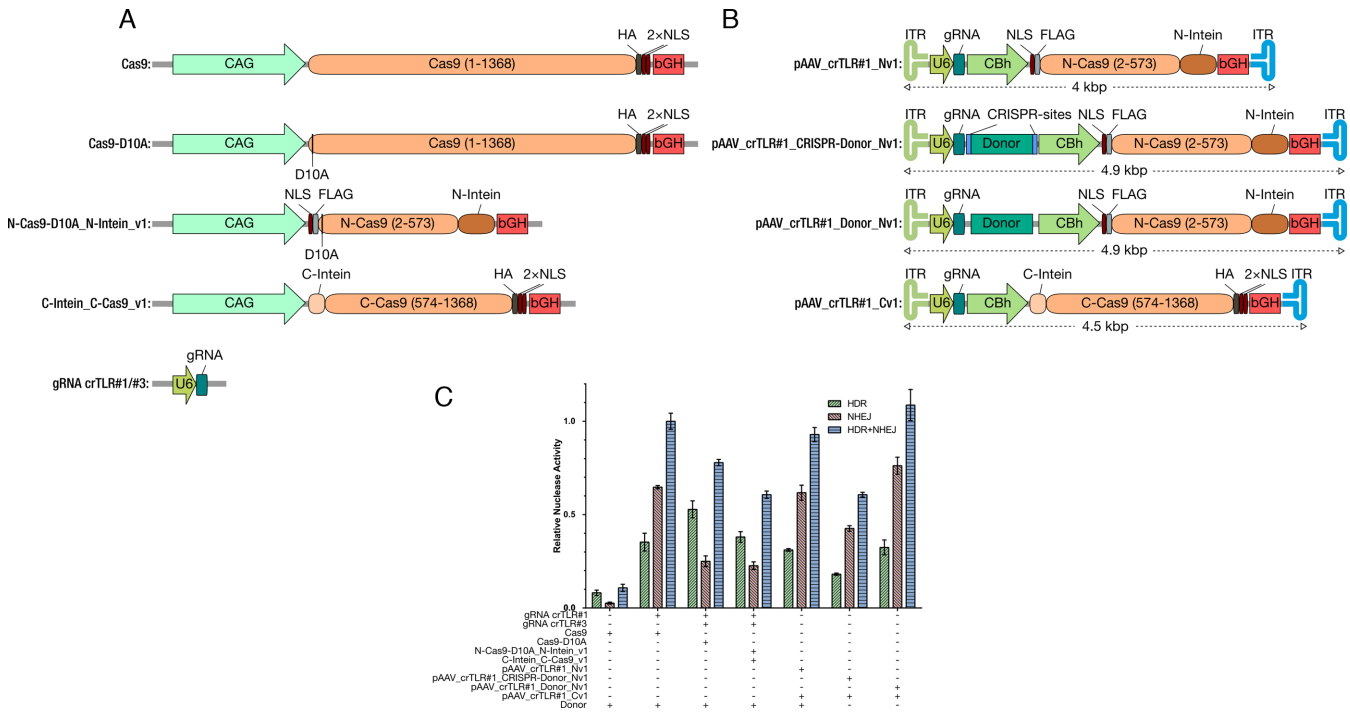 A
HA 2×NLS
Cas9: CAG Cas9 (1-1368) bGH
HA 2×NLS
Cas9-D10A: CAG Cas9 (1-1368) bGH
D10A
NLS FLAG N-Intein
N-Cas9-D10A_N-Intein_v1: CAG N-Cas9 (2-573) bGH
D10A
C-Intein HA 2×NLS
C-Intein_C-Cas9_v1: CAG C-Cas9 (574-1368) bGH
gRNA
gRNA crTLR#1/#3: U6
B
ITR gRNA NLS FLAG N-Intein ITR
pAAV_crTLR#1_Nv1: U6 CBh N-Cas9 (2-573) bGH
4 kbp
ITR gRNA CRISPR-sites NLS FLAG N-Intein ITR
pAAV_crTLR#1_CRISPR-Donor_Nv1: U6 Donor CBh N-Cas9 (2-573) bGH
4.9 kbp
ITR gRNA NLS FLAG N-Intein ITR
pAAV_crTLR#1_Donor_Nv1: U6 Donor CBh N-Cas9 (2-573) bGH
4.9 kbp
ITR gRNA C-Intein HA 2×NLS ITR
pAAV_crTLR#1_Cv1: U6 CBh C-Cas9 (574-1368) bGH
4.5 kbp
C
Relative Nuclease Activity
1.0
0.5
0.0
HDR
NHEJ
HDR+NHEJ
gRNA crTLR#1 - + + + - - -
gRNA crTLR#3 - - + + - - -
Cas9 + + - - - - -
Cas9-D10A - - + - - - -
N-Cas9-D10A_N-Intein_v1 - - - + - - -
C-Intein_C-Cas9_v1 - - - + - - -
pAAV_crTLR#1_Nv1 - - - - + - -
pAAV_crTLR#1_CRISPR-Donor_Nv1 - - - - - + -
pAAV_crTLR#1_Donor_Nv1 - - - - - - +
pAAV_crTLR#1_Cv1 - - - - + + +
Donor + + + + + - -